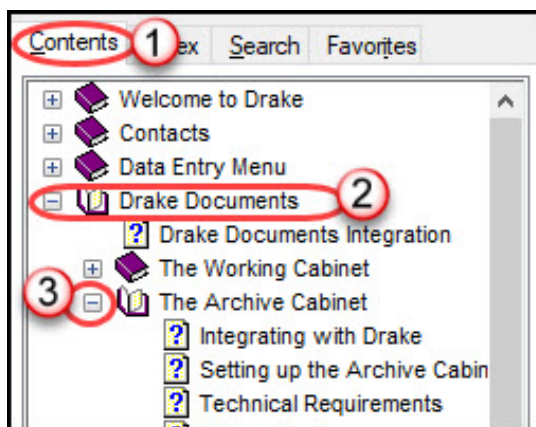 Contents 1 ex Search Favorites
Welcome to Drake
Contacts
Data Entry Menu
Drake Documents 2
? Drake Documents Integration
The Working Cabinet
3 The Archive Cabinet
? Integrating with Drake
? Setting up the Archive Cabin
? Technical Requirements